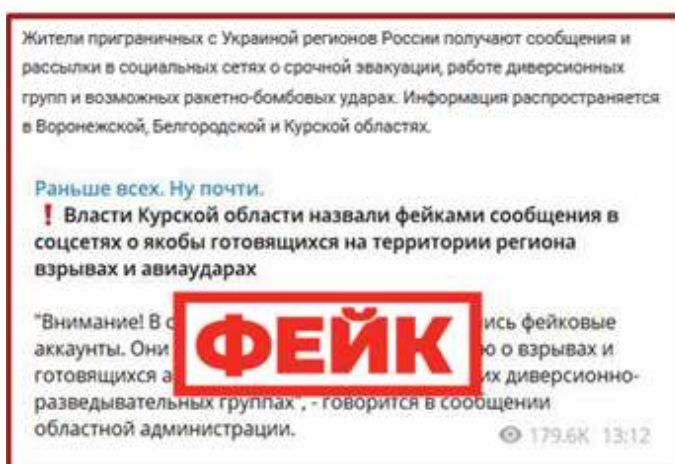 Жители приграничных с Украиной регионов России получают сообщения и
рассылки в социальных сетях о срочной эвакуации, работе диверсионных
групп и возможных ракетно-бомбовых ударах. Информация распространяется
в Воронежской, Белгородской и Курской областях.
Раньше всех. Ну почти.
❗ Власти Курской области назвали фейками сообщения в
соцсетях о якобы готовящихся на территории региона
взрывах и авиаударах
"Внимание! В с ись фейковые
аккаунты. Они ю о взрывах и
ФЕЙК
готовящихся а их диверсионно-
разведывательных группах", - говорится в сообщении
областной администрации. 179.6K 13:12